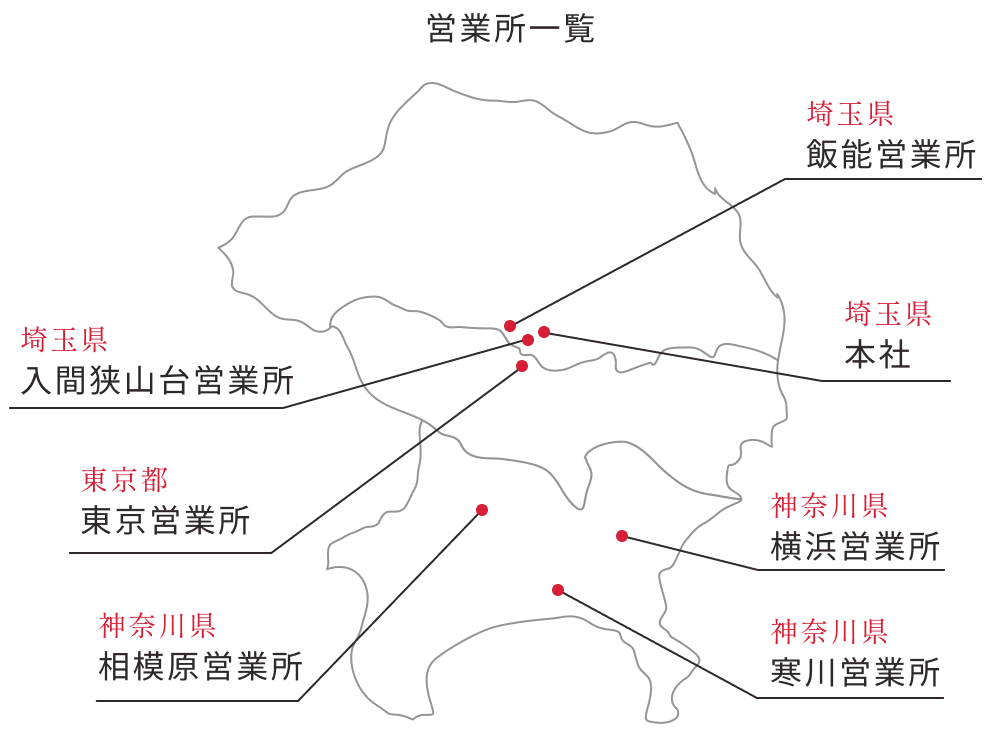 営業所一覧
埼玉県
飯能営業所
埼玉県
本社
埼玉県
入間狭山台営業所
東京都
東京営業所
神奈川県
横浜営業所
神奈川県
相模原営業所
神奈川県
寒川営業所